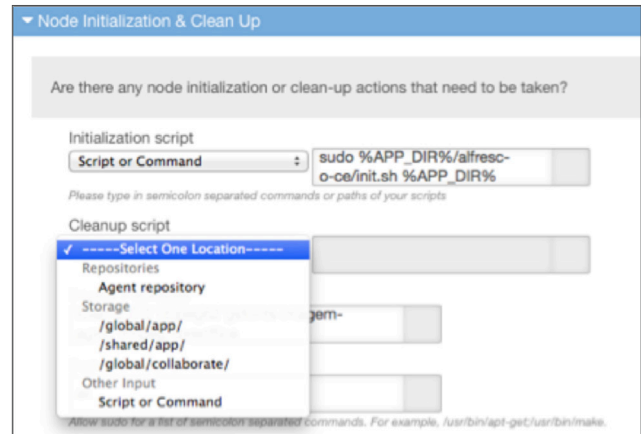 Node Initialization & Clean Up
Are there any node initialization or clean-up actions that need to be taken?
Initialization script
Script or Command
sudo %APP_DIR%/alfresc-
o-ce/init.sh %APP_DIR%
Please type in semicolon separated commands or paths of your scripts
Cleanup script
-----Select One Location-----
Repositories
Agent repository
Storage
/global/app/
/shared/app/
/global/collaborate/
Other Input
Script or Command
Allow sudo for a list of semicolon separated commands. For example, /usr/bin/apt-get;/usr/bin/make.